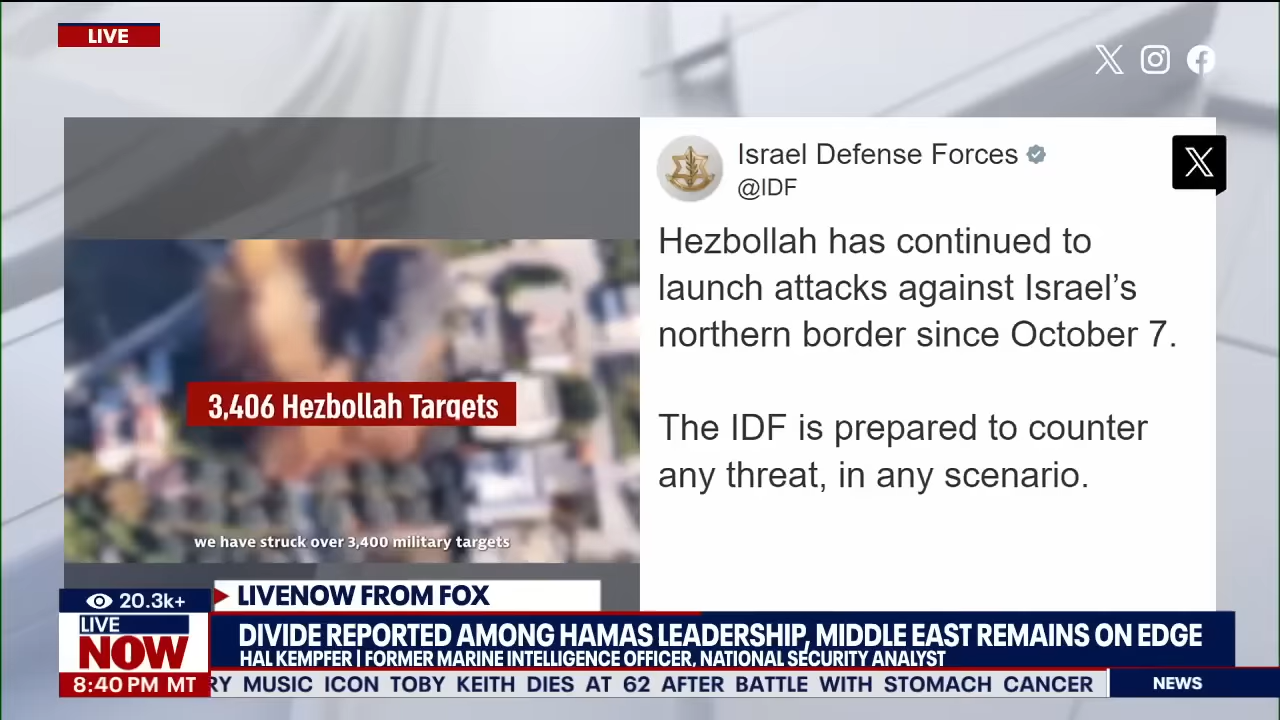 LIVE
Israel Defense Forces
@IDF
Hezbollah has continued to
launch attacks against Israel's
northern border since October 7.
The IDF is prepared to counter
any threat, in any scenario.
3,406 Hezbollah Targets
we have struck over 3,400 military targets
20.3k+
LIVENOW FROM FOX
LIVE
NOW
DIVIDE REPORTED AMONG HAMAS LEADERSHIP, MIDDLE EAST REMAINS ON EDGE
HAL KEMPFER | FORMER MARINE INTELLIGENCE OFFICER, NATIONAL SECURITY ANALYST
8:40 PM MT
RY MUSIC ICON TOBY KEITH DIES AT 62 AFTER BATTLE WITH STOMACH CANCER
NEWS